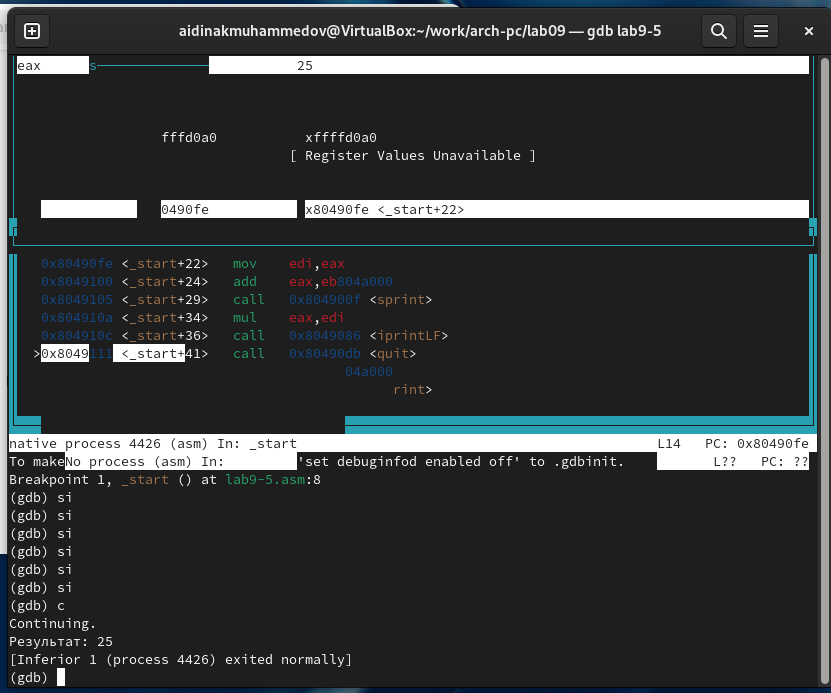 aidinakmuhammedov@VirtualBox:~/work/arch-pc/lab09 — gdb lab9-5
eax s 25
fffd0a0 xffffd0a0
[ Register Values Unavailable ]
0490fe x80490fe <_start+22>
0x80490fe <_start+22> mov edi,eax
0x8049100 <_start+24> add eax,eb804a000
0x8049105 <_start+29> call 0x804900f <sprint>
0x804910a <_start+34> mul eax,edi
0x804910c <_start+36> call 0x8049086 <iprintLF>
>0x8049111 <_start+41> call 0x80490db <quit>
04a000
rint>
native process 4426 (asm) In: _start L14 PC: 0x80490fe
To makeNo process (asm) In: 'set debuginfod enabled off' to .gdbinit. L?? PC: ??
Breakpoint 1, _start () at lab9-5.asm:8
(gdb) si
(gdb) si
(gdb) si
(gdb) si
(gdb) si
(gdb) si
(gdb) c
Continuing.
Результат: 25
[Inferior 1 (process 4426) exited normally]
(gdb)